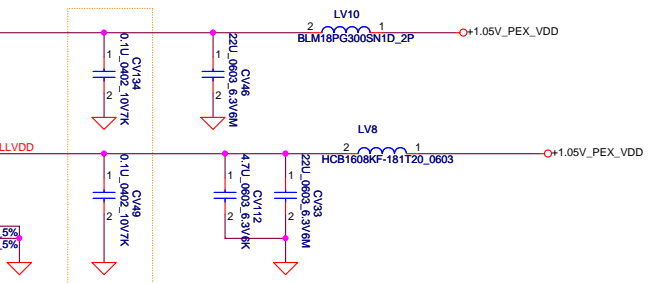 LV10
2
1
BLM18PG300SN1D_2P
+1.05V_PEX_VDD
1
2
CV134
0.1U_0402_10V7K
1
2
CV46
22U_0603_6.3V6M
LV8
2
1
HCB1608KF-181T20_0603
+1.05V_PEX_VDD
LLVDD
1
2
CV49
0.1U_0402_10V7K
1
2
CV112
4.7U_0603_6.3V6K
1
2
CV33
22U_0603_6.3V6M
_5%
_5%